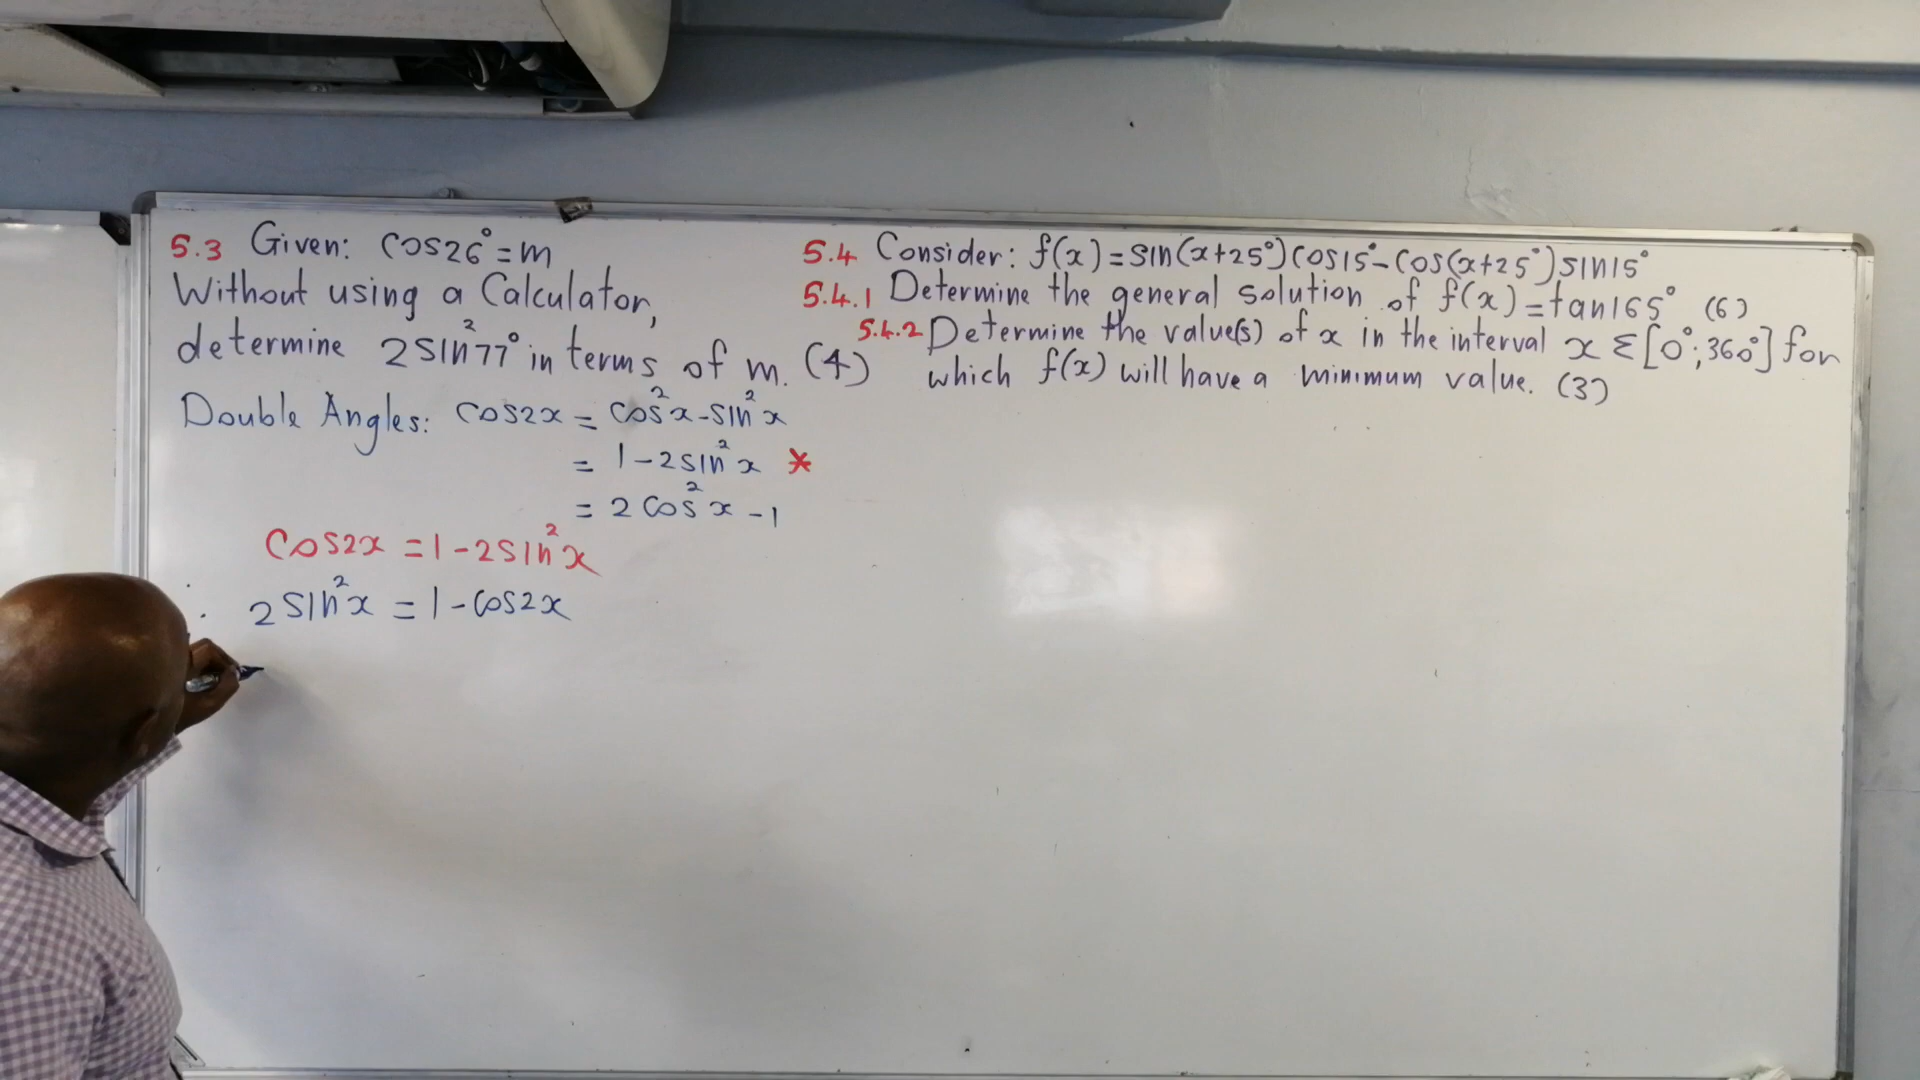 5.3 Given: cos26°=m
Without using a Calculator,
determine 2sin²77° in terms of m. (4)
Double Angles: cos2x = cos²x-sin²x
= 1-2sin²x *
= 2cos²x-1
cos2x = 1-2sin²x
∴ 2sin²x = 1-cos2x
5.4 Consider: f(x)=sin(x+25°)cos15°-cos(x+25°)sin15°
5.4.1 Determine the general solution of f(x)=tan165° (6)
5.4.2 Determine the value(s) of x in the interval x Ɛ[0°;360°] for
which f(x) will have a minimum value. (3)